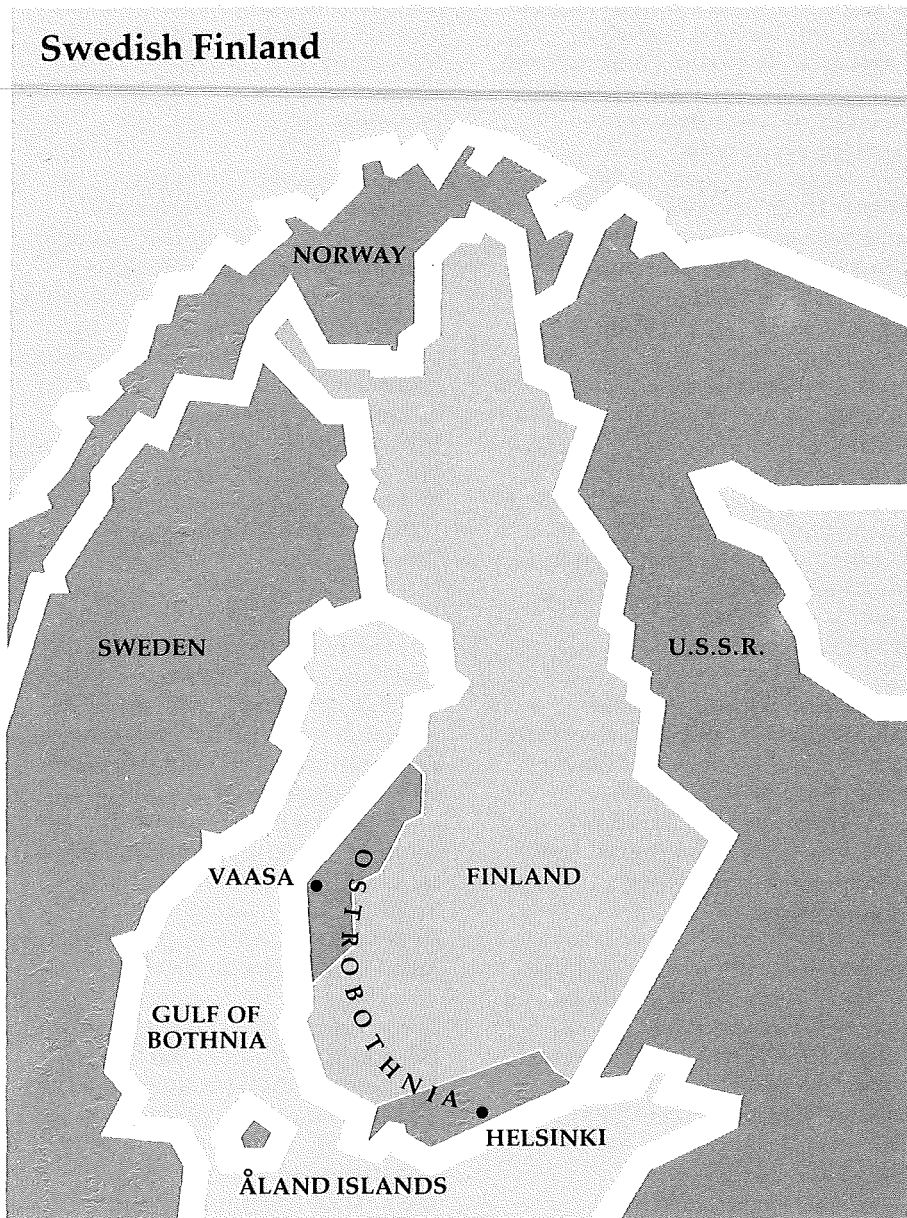 Swedish Finland
NORWAY
SWEDEN
U.S.S.R.
VAASA
FINLAND
OSTROBOTHNIA
GULF OF
BOTHNIA
HELSINKI
ÅLAND ISLANDS